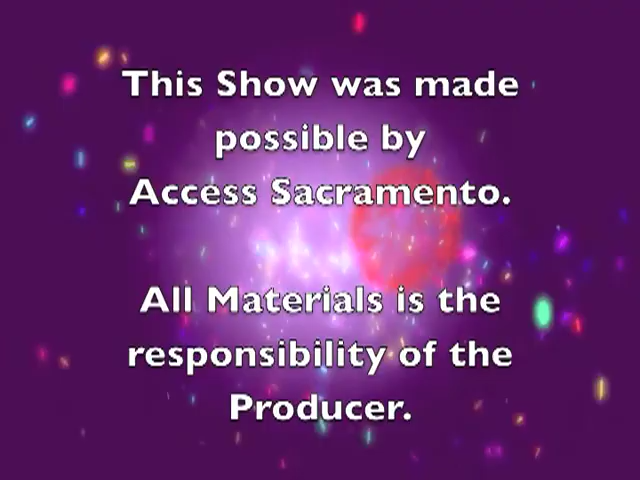 This Show was made
possible by
Access Sacramento.
All Materials is the
responsibility of the
Producer.